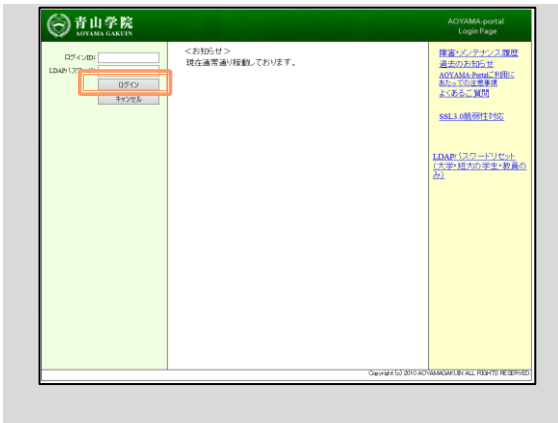 青山学院
AOYAMA GAKUIN
AOYAMA-portal
Login Page
ログインID:
LDAPパスワード:
ログイン
キャンセル
<お知らせ>
現在通常通り稼動しております。
障害・メンテナンス履歴
過去のお知らせ
AOYAMA-Portalご利用に
あたっての注意事項
よくあるご質問
SSL3.0脆弱性対応
LDAPパスワードリセット
(大学・短大の学生・教員の
み)
Copyright (c) 2010 AOYAMAGAKUIN ALL RIGHTS RESERVED.